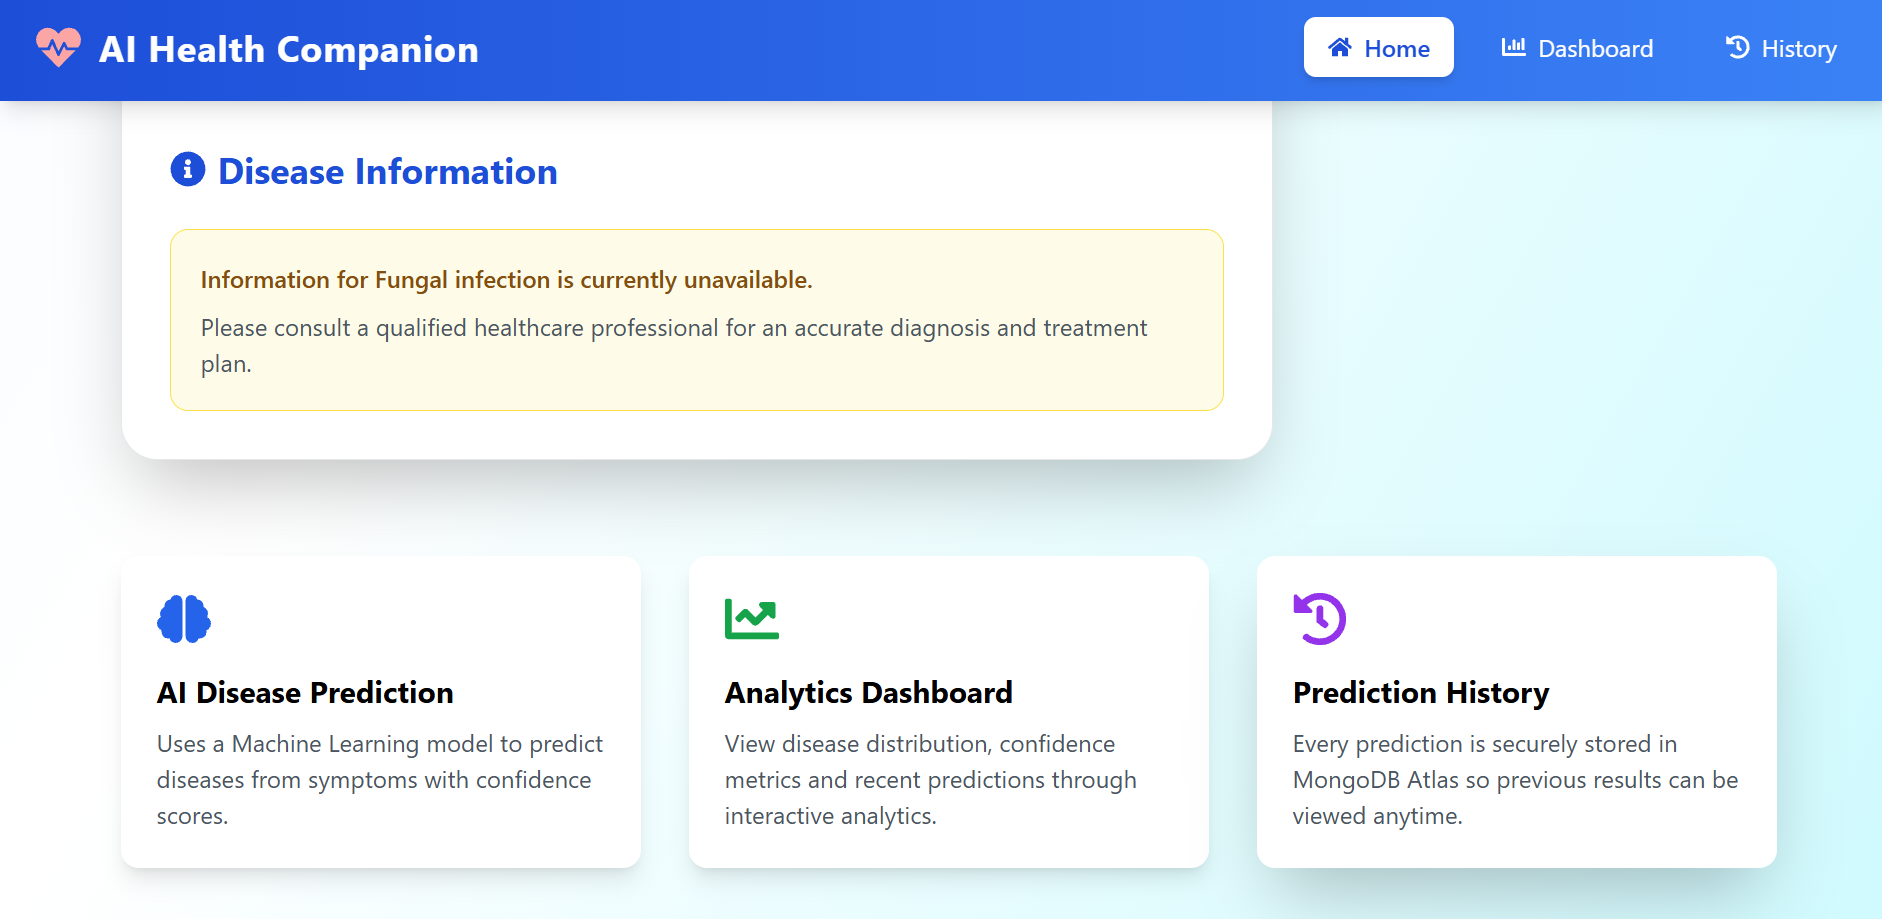 AI Health Companion
Home
Dashboard
History
Disease Information
Information for Fungal infection is currently unavailable.
Please consult a qualified healthcare professional for an accurate diagnosis and treatment
plan.
AI Disease Prediction
Uses a Machine Learning model to predict
diseases from symptoms with confidence
scores.
Analytics Dashboard
View disease distribution, confidence
metrics and recent predictions through
interactive analytics.
Prediction History
Every prediction is securely stored in
MongoDB Atlas so previous results can be
viewed anytime.